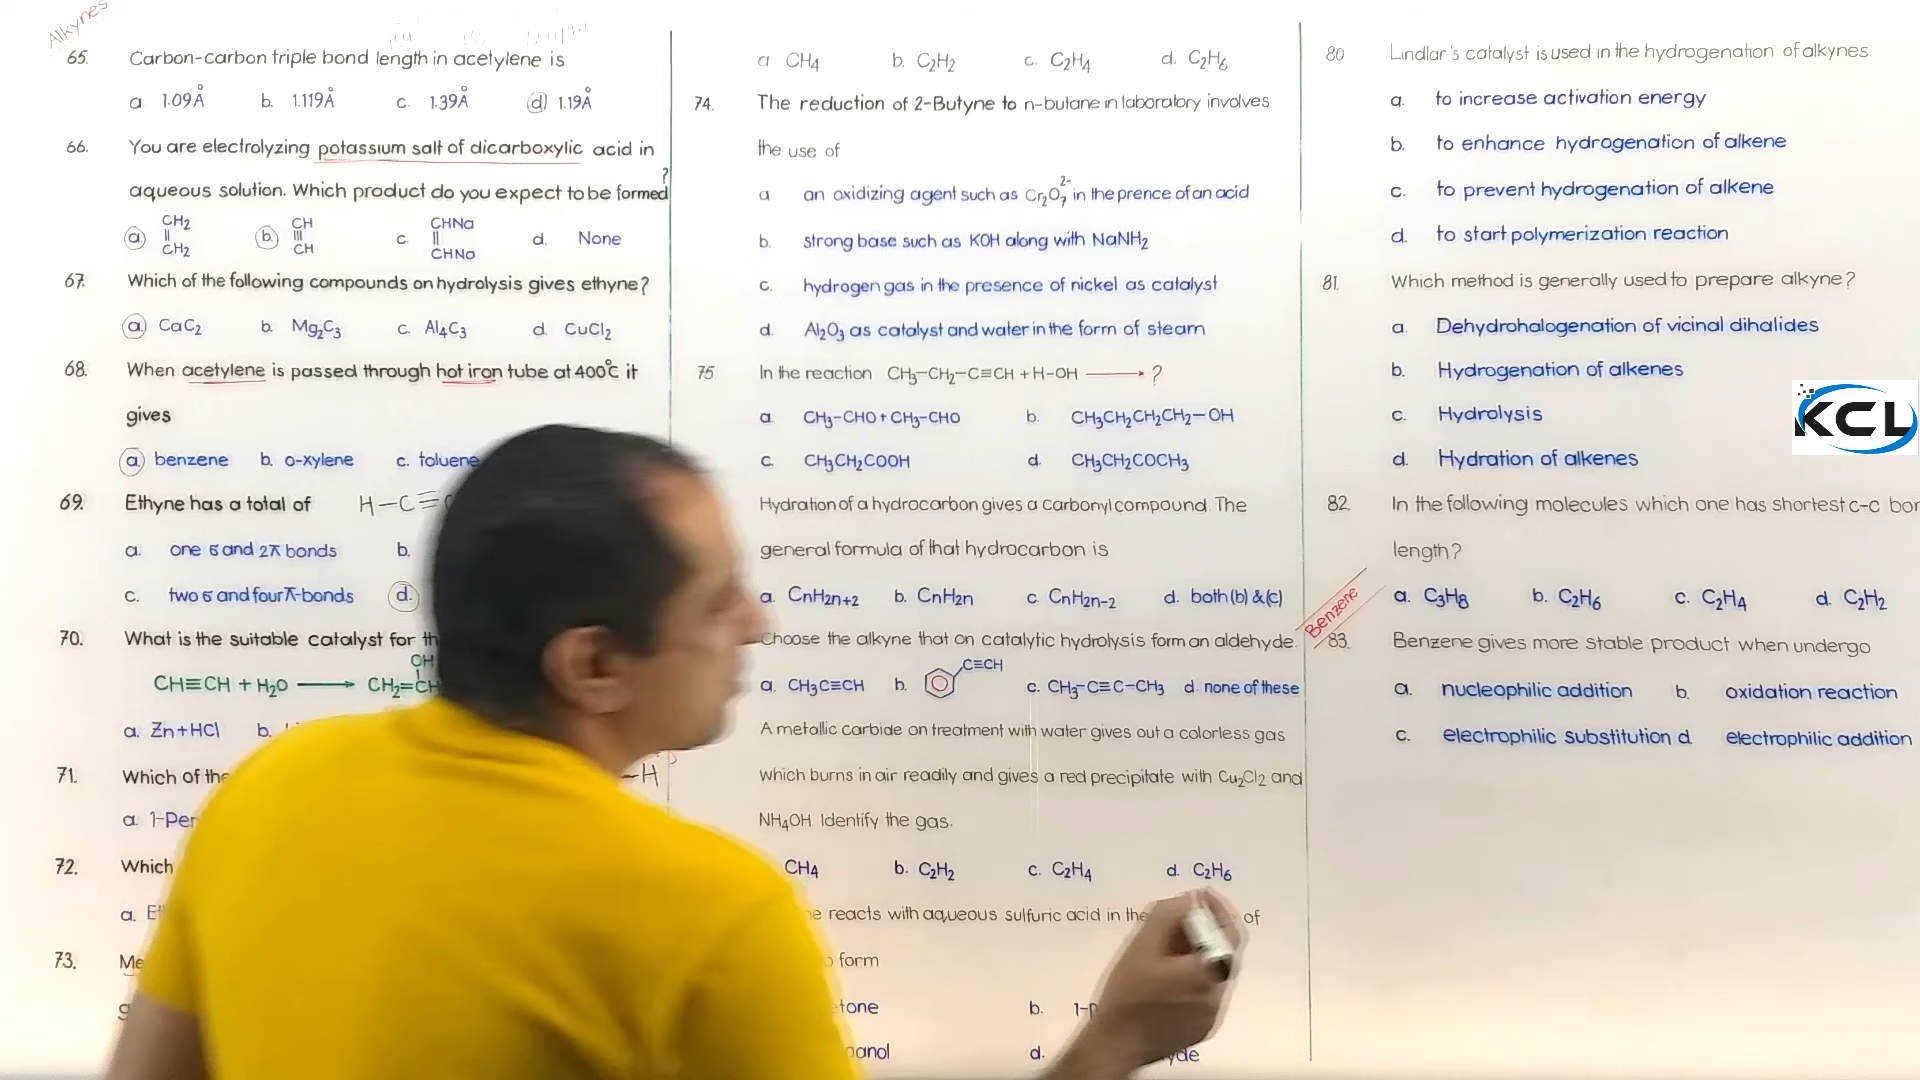 Alkynes
65. Carbon-carbon triple bond length in acetylene is
a. 1.09Å b. 1.119Å c. 1.39Å d 1.19Å
66. You are electrolyzing potassium salt of dicarboxylic acid in
aqueous solution. Which product do you expect to be formed?
a) CH2=CH2 b. CH≡CH c. CHNa=CHNa d. None
67. Which of the following compounds on hydrolysis gives ethyne?
a) CaC2 b. Mg2C3 c. Al4C3 d. CuCl2
68. When acetylene is passed through hot iron tube at 400°C it
gives
a) benzene b. o-xylene c. toluene
69. Ethyne has a total of H-C≡
a. one σ and 2π bonds b.
c. two σ and four π-bonds d.
70. What is the suitable catalyst for th
OH
CH≡CH + H2O ⟶ CH2=CH
a. Zn+HCl b.
71. Which of the -H
a. 1-Pen
72. Which
a.
73. Me
a CH4 b. C2H2 c. C2H4 d. C2H6
74. The reduction of 2-Butyne to n-butane in laboratory involves
the use of
a an oxidizing agent such as Cr2O7 2- in the prence of an acid
b. strong base such as KOH along with NaNH2
c. hydrogen gas in the presence of nickel as catalyst
d. Al2O3 as catalyst and water in the form of steam
75 In the reaction CH3-CH2-C≡CH + H-OH ⟶ ?
a. CH3-CHO + CH3-CHO b. CH3CH2CH2CH2-OH
c. CH3CH2COOH d. CH3CH2COCH3
Hydration of a hydrocarbon gives a carbonyl compound. The
general formula of that hydrocarbon is
a. CnH2n+2 b. CnH2n c. CnH2n-2 d. both (b) & (c)
Choose the alkyne that on catalytic hydrolysis form an aldehyde.
a. CH3C≡CH b. C≡CH c. CH3-C≡C-CH3 d. none of these
A metallic carbide on treatment with water gives out a colorless gas
which burns in air readily and gives a red precipitate with Cu2Cl2 and
NH4OH. Identify the gas.
CH4 b. C2H2 c. C2H4 d. C2H6
e reacts with aqueous sulfuric acid in the of
form
tone b. 1-p
anol d. yde
80 Lindlar's catalyst is used in the hydrogenation of alkynes
a. to increase activation energy
b. to enhance hydrogenation of alkene
c. to prevent hydrogenation of alkene
d. to start polymerization reaction
81. Which method is generally used to prepare alkyne?
a. Dehydrohalogenation of vicinal dihalides
b. Hydrogenation of alkenes
c. Hydrolysis
d. Hydration of alkenes
82. In the following molecules which one has shortest c-c bon
length?
a. C3H8 b. C2H6 c. C2H4 d. C2H2
Benzene
83. Benzene gives more stable product when undergo
a. nucleophilic addition b. oxidation reaction
c. electrophilic substitution d. electrophilic addition
KCL